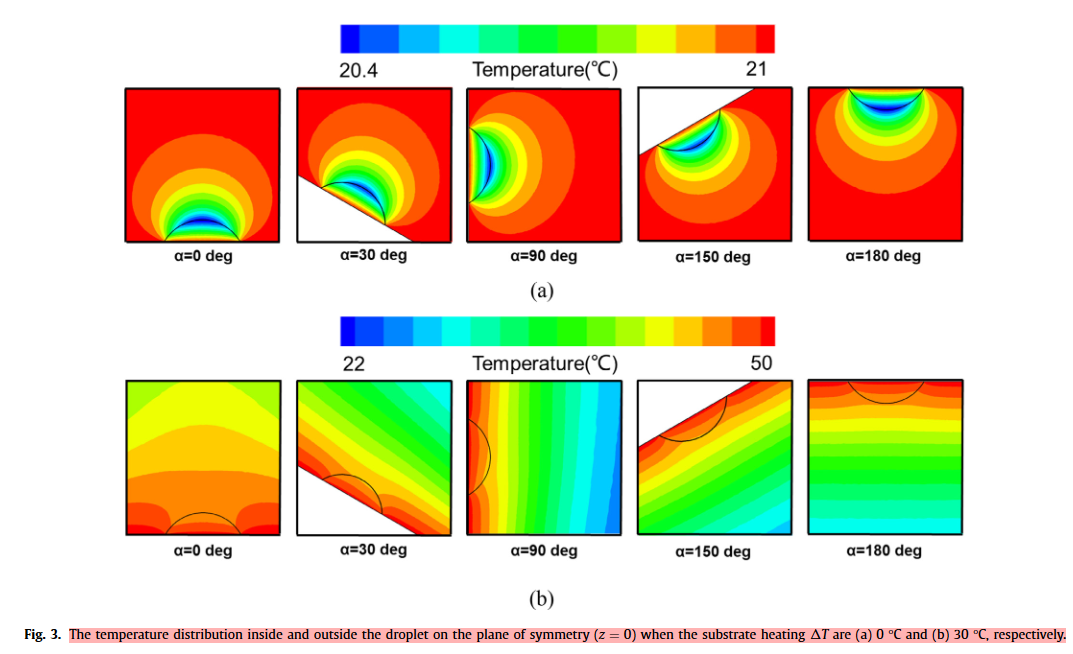 20.4 Temperature(℃) 21
α=0 deg α=30 deg α=90 deg α=150 deg α=180 deg
(a)
22 Temperature(℃) 50
α=0 deg α=30 deg α=90 deg α=150 deg α=180 deg
(b)
Fig. 3. The temperature distribution inside and outside the droplet on the plane of symmetry (z = 0) when the substrate heating ΔT are (a) 0 °C and (b) 30 °C, respectively.